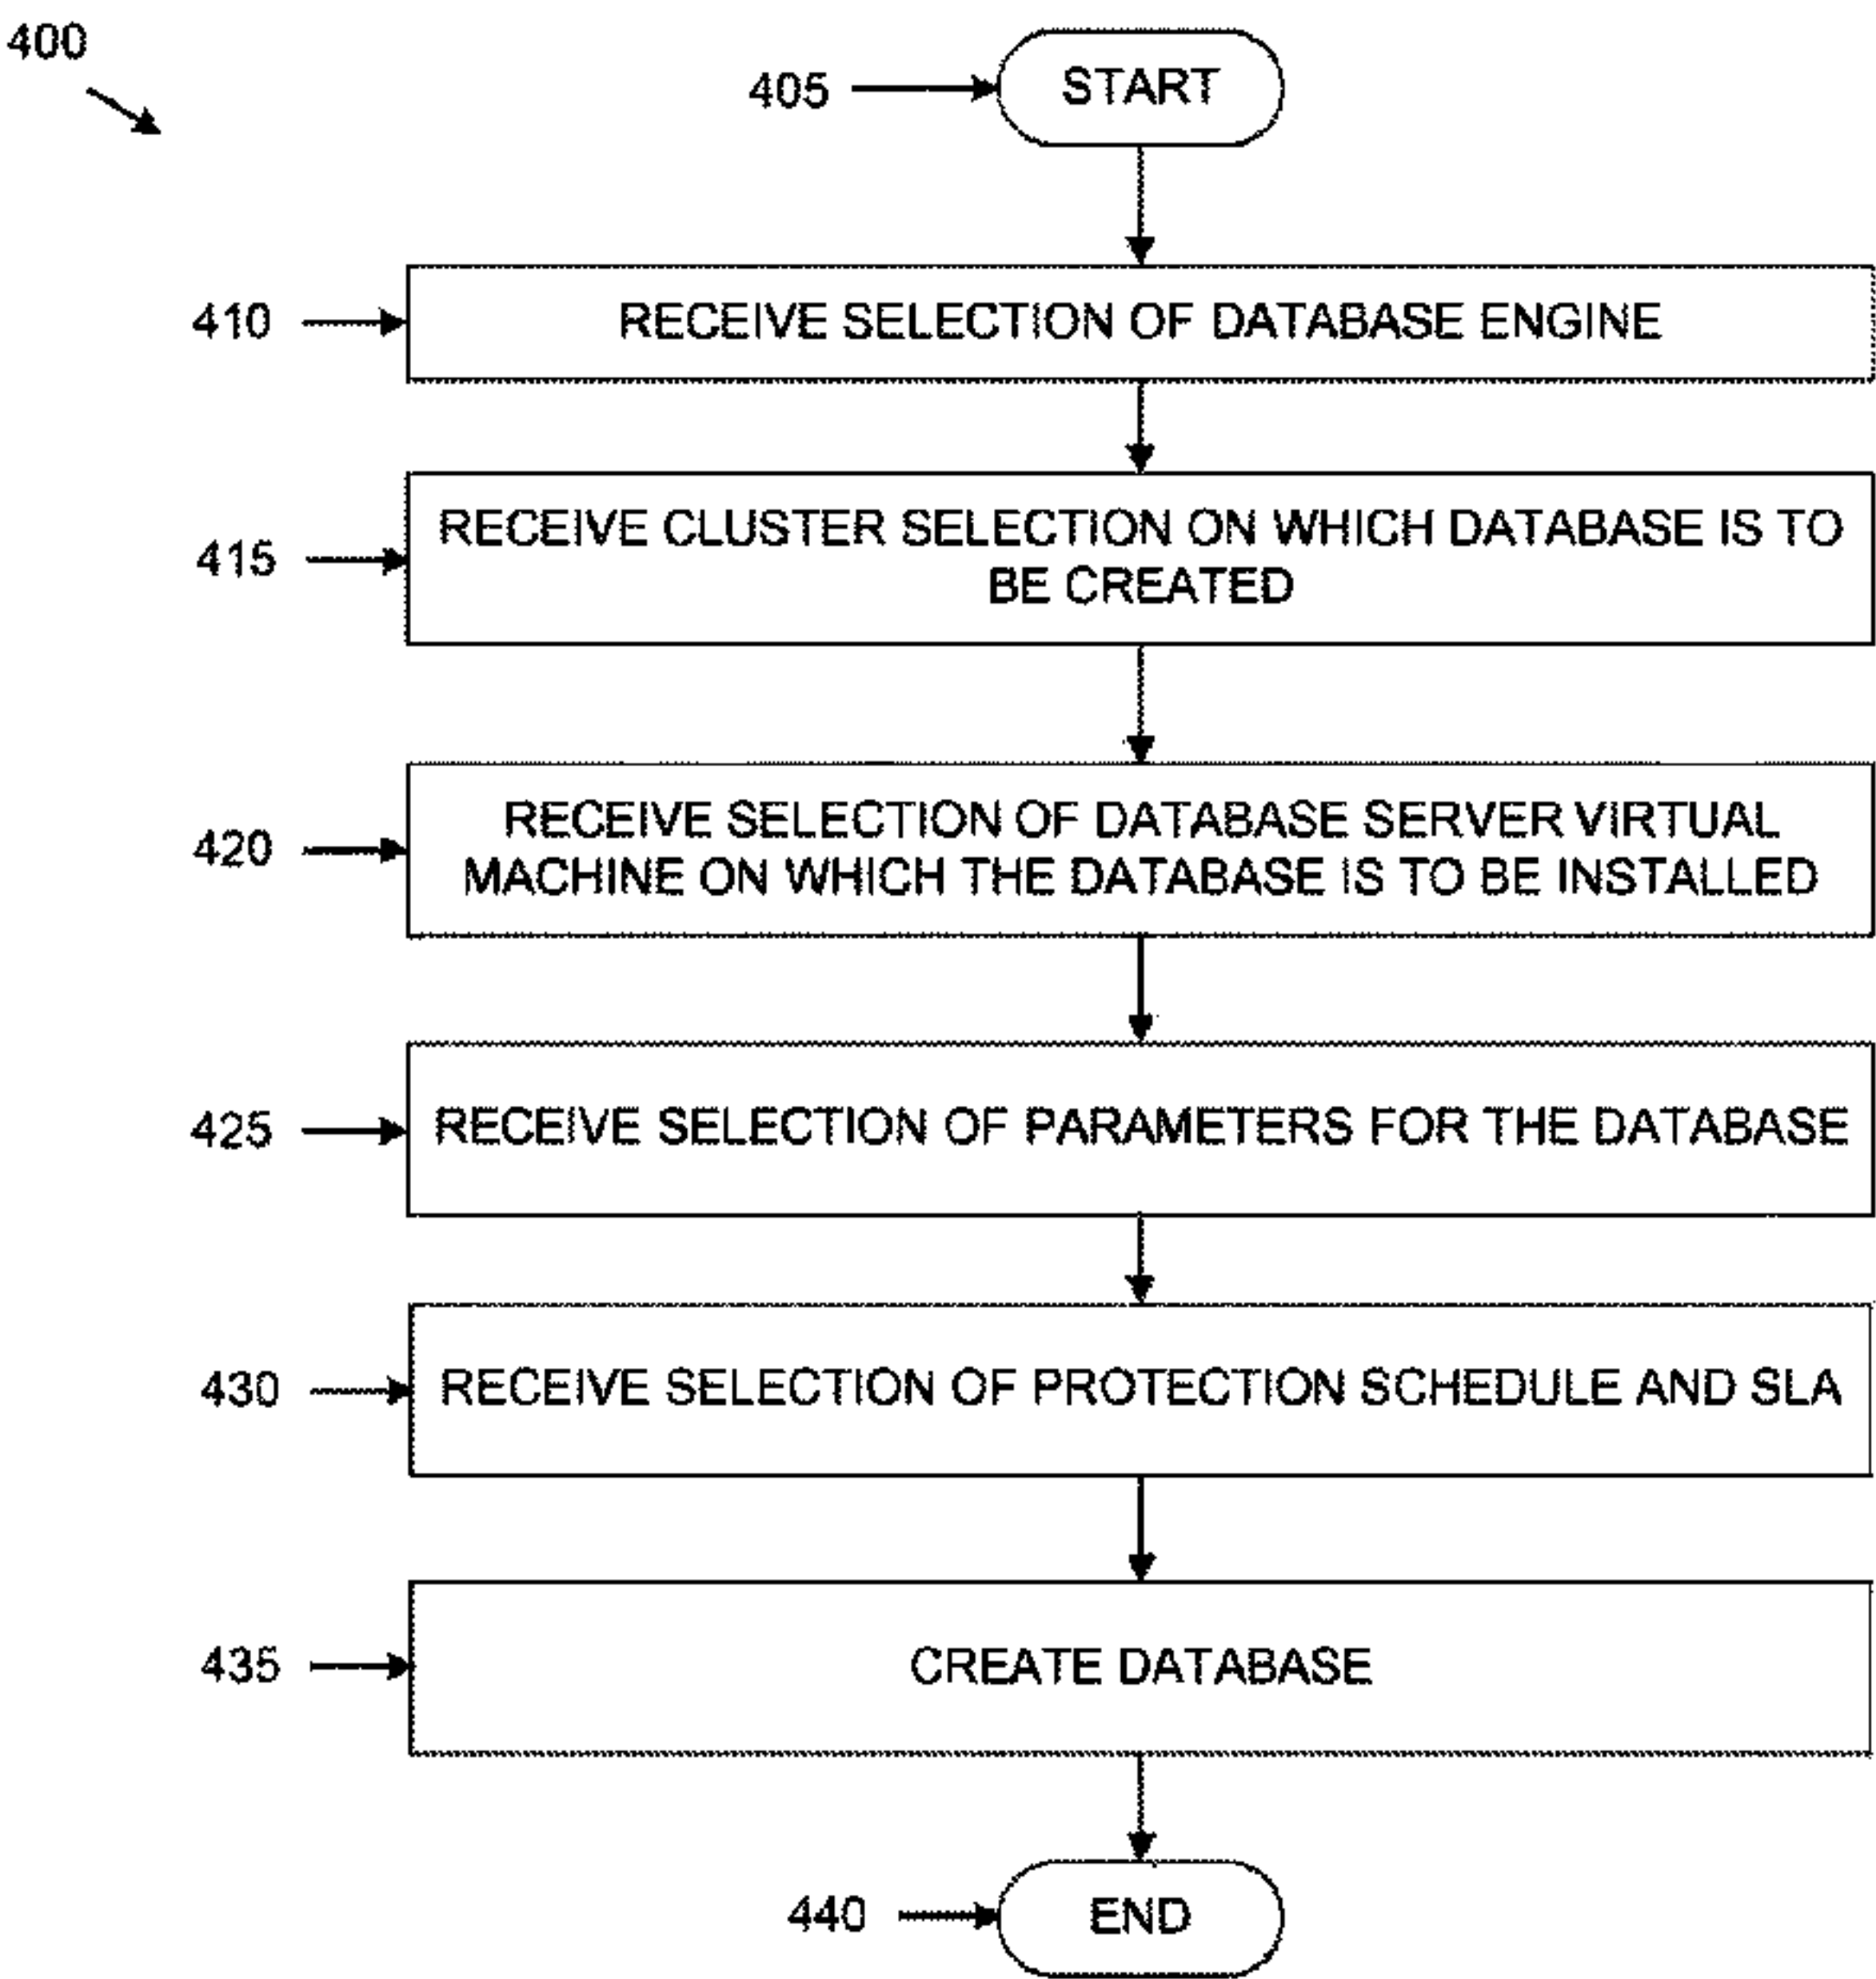 400
405
START
410
RECEIVE SELECTION OF DATABASE ENGINE
415
RECEIVE CLUSTER SELECTION ON WHICH DATABASE IS TO
BE CREATED
420
RECEIVE SELECTION OF DATABASE SERVER VIRTUAL
MACHINE ON WHICH THE DATABASE IS TO BE INSTALLED
425
RECEIVE SELECTION OF PARAMETERS FOR THE DATABASE
430
RECEIVE SELECTION OF PROTECTION SCHEDULE AND SLA
435
CREATE DATABASE
440
END